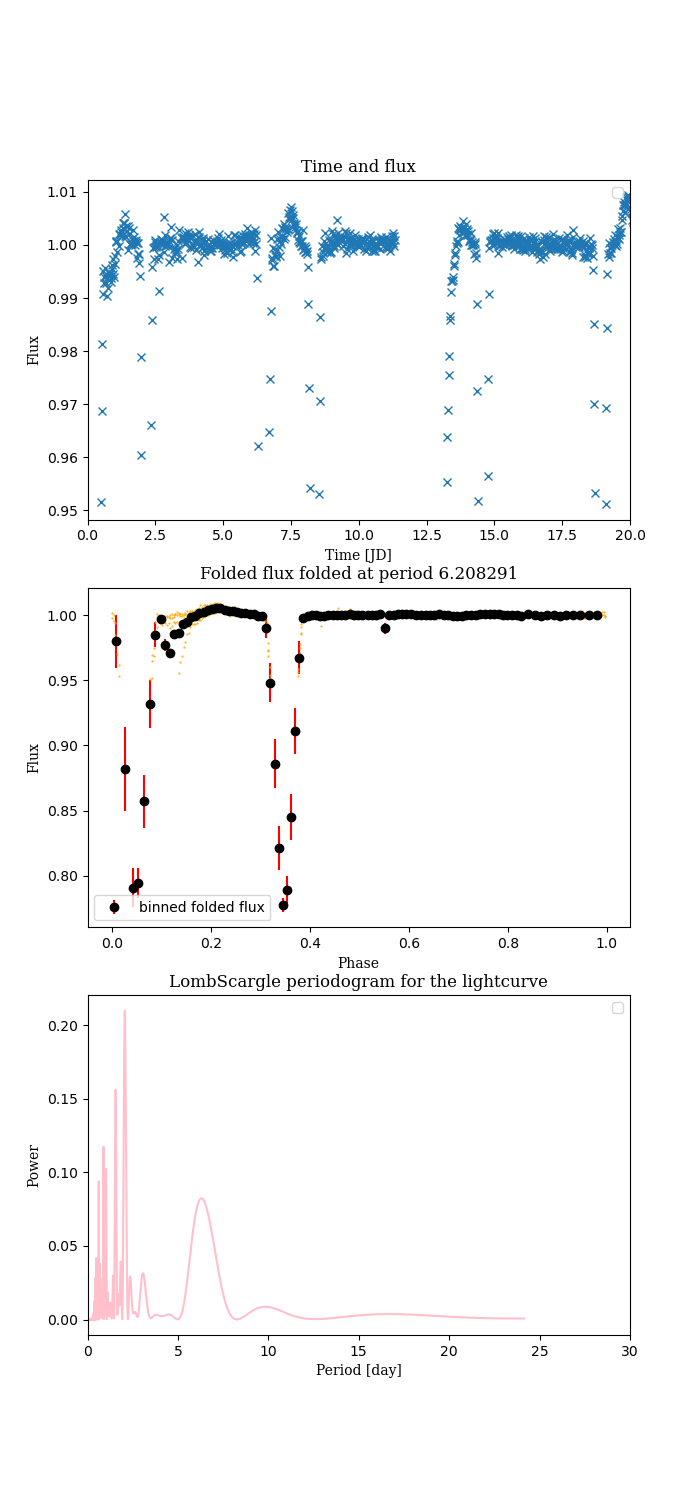 Time and flux
1.01
1.00
0.99
0.98
0.97
0.96
0.95
Flux
0.0 2.5 5.0 7.5 10.0 12.5 15.0 17.5 20.0
Time [JD]
Folded flux folded at period 6.208291
1.00
0.95
0.90
0.85
0.80
Flux
binned folded flux
0.0 0.2 0.4 0.6 0.8 1.0
Phase
LombScargle periodogram for the lightcurve
0.20
0.15
0.10
0.05
0.00
Power
0 5 10 15 20 25 30
Period [day]